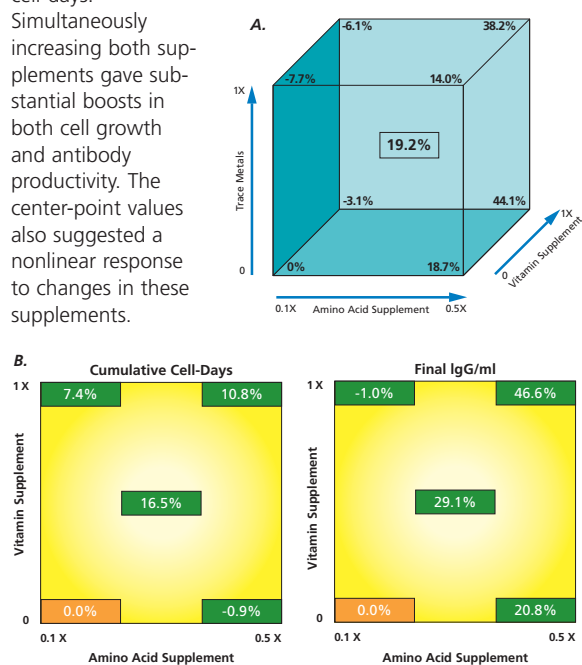 cell-days.
Simultaneously
increasing both sup-
plements gave sub-
stantial boosts in
both cell growth
and antibody
productivity. The
center-point values
also suggested a
nonlinear response
to changes in these
supplements.
A.
-6.1%
38.2%
-7.7%
14.0%
1X
19.2%
Trace Metals
-3.1%
44.1%
1X
Vitamin Supplement
0
0%
18.7%
0
0.1X
Amino Acid Supplement
0.5X
B.
Cumulative Cell-Days
1 X
7.4%
10.8%
Vitamin Supplement
16.5%
0
0.0%
-0.9%
0.1 X
0.5 X
Amino Acid Supplement
Final IgG/ml
1 X
-1.0%
46.6%
Vitamin Supplement
29.1%
0
0.0%
20.8%
0.1 X
0.5 X
Amino Acid Supplement